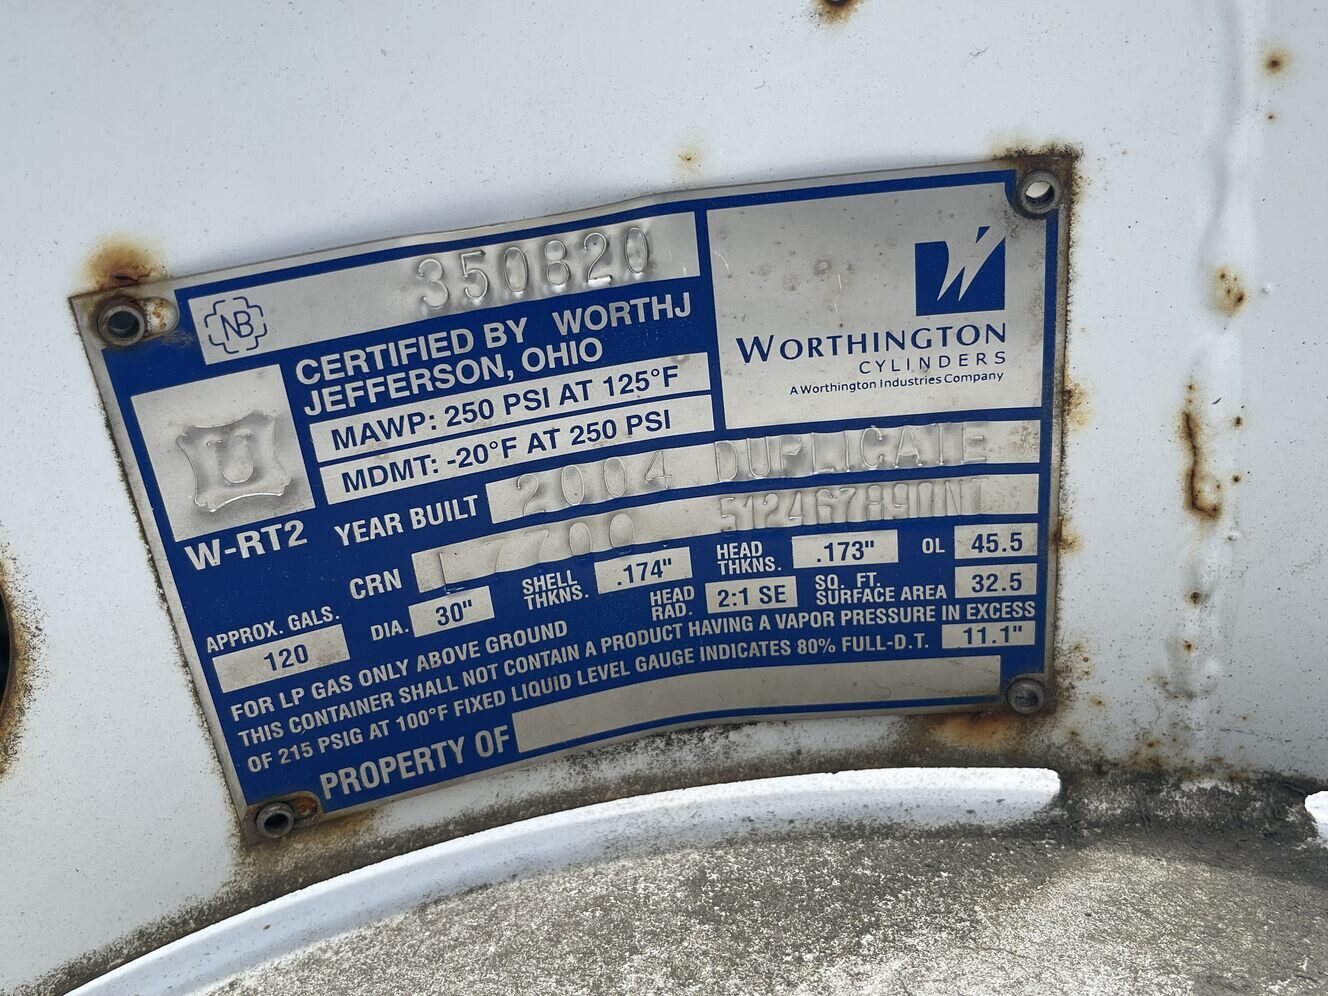 NB
350820
CERTIFIED BY WORTHJ
JEFFERSON, OHIO
MAWP: 250 PSI AT 125°F
MDMT: -20°F AT 250 PSI
WORTHINGTON
CYLINDERS
A Worthington Industries Company
U
W-RT2
YEAR BUILT 2004 DUPLICATE
CRN L7700 51246789ONT
APPROX. GALS.
120
DIA. 30"
SHELL THKNS. .174"
HEAD THKNS. .173"
OL 45.5
HEAD RAD. 2:1 SE
SQ. FT. SURFACE AREA 32.5
FOR LP GAS ONLY ABOVE GROUND
THIS CONTAINER SHALL NOT CONTAIN A PRODUCT HAVING A VAPOR PRESSURE IN EXCESS
OF 215 PSIG AT 100°F FIXED LIQUID LEVEL GAUGE INDICATES 80% FULL-D.T. 11.1"
PROPERTY OF